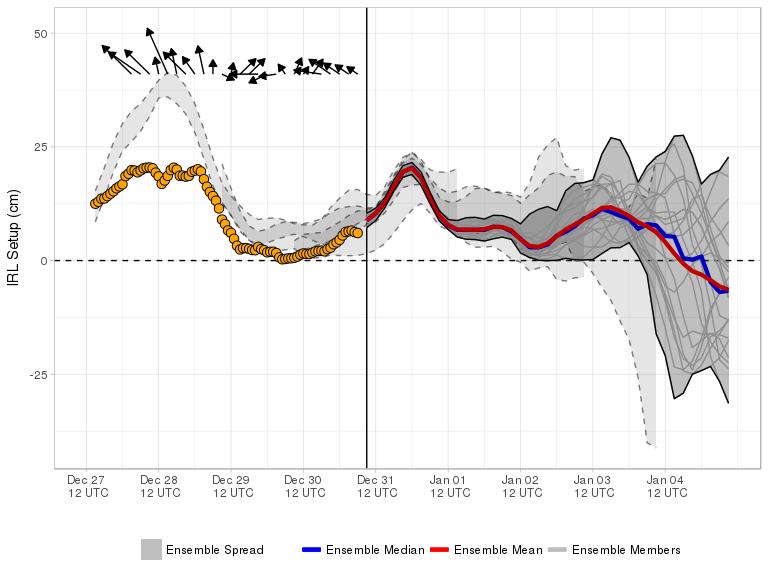 50
25
0
-25
IRL Setup (cm)
Dec 27 Dec 28 Dec 29 Dec 30 Dec 31 Jan 01 Jan 02 Jan 03 Jan 04
12 UTC 12 UTC 12 UTC 12 UTC 12 UTC 12 UTC 12 UTC 12 UTC 12 UTC
Ensemble Spread Ensemble Median Ensemble Mean Ensemble Members